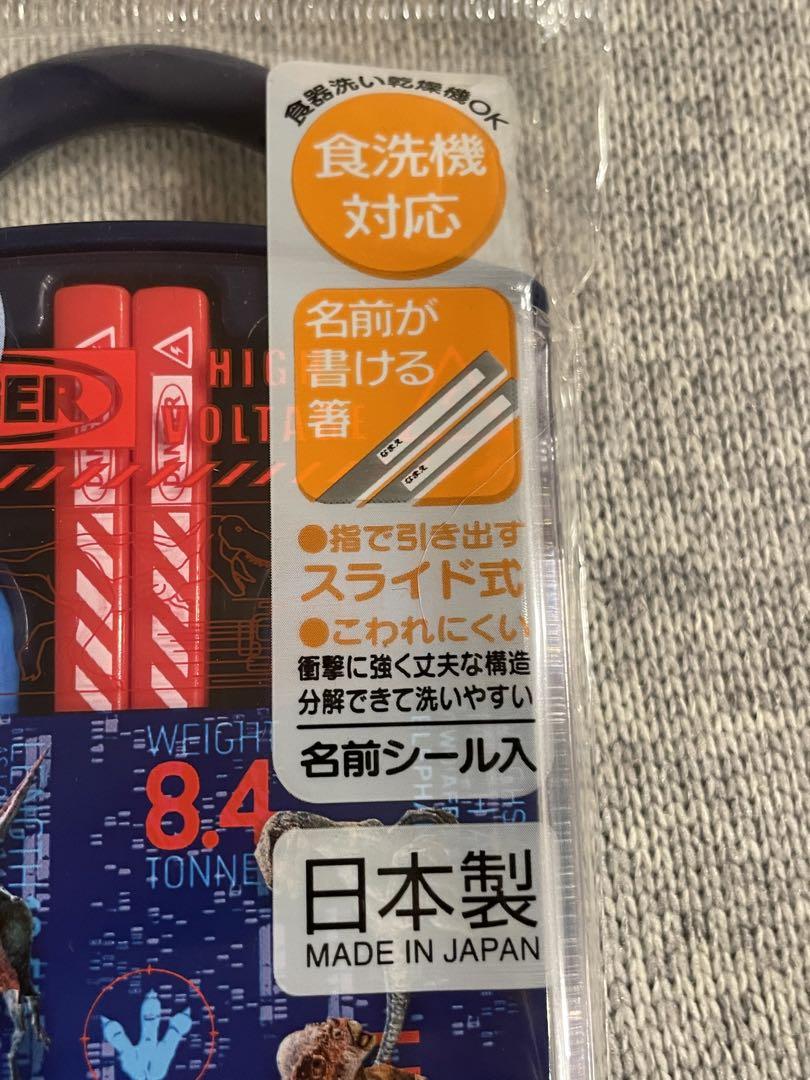 食器洗い乾燥機OK
食洗機
対応
名前が
書ける
箸
なまえ
なまえ
●指で引き出す
スライド式
●こわれにくい
衝撃に強く丈夫な構造
分解できて洗いやすい
名前シール入
日本製
MADE IN JAPAN
HIGH
VOLTAGE
WEIGHT
8.4
TONNE